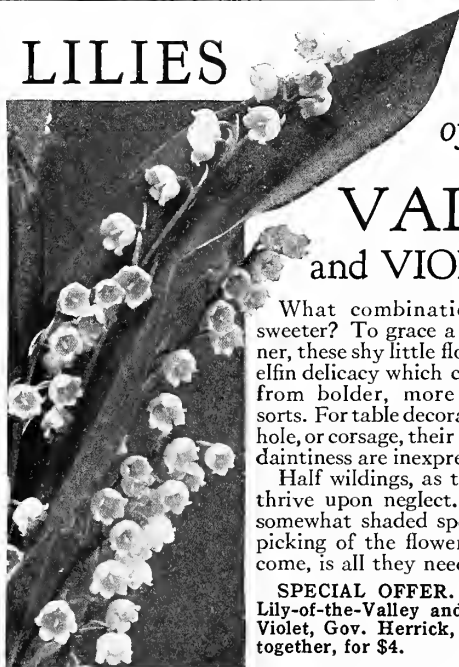 LILIES
VAL
and VIO
What combinatio
sweeter? To grace a
ner, these shy little flo
elfin delicacy which c
from bolder, more
sorts. For table decora
hole, or corsage, their
daintiness are inexpre
Half wildings, as t
thrive upon neglect.
somewhat shaded sp
picking of the flower
come, is all they need
SPECIAL OFFER.
Lily-of-the-Valley and
Violet, Gov. Herrick,
together, for $4.